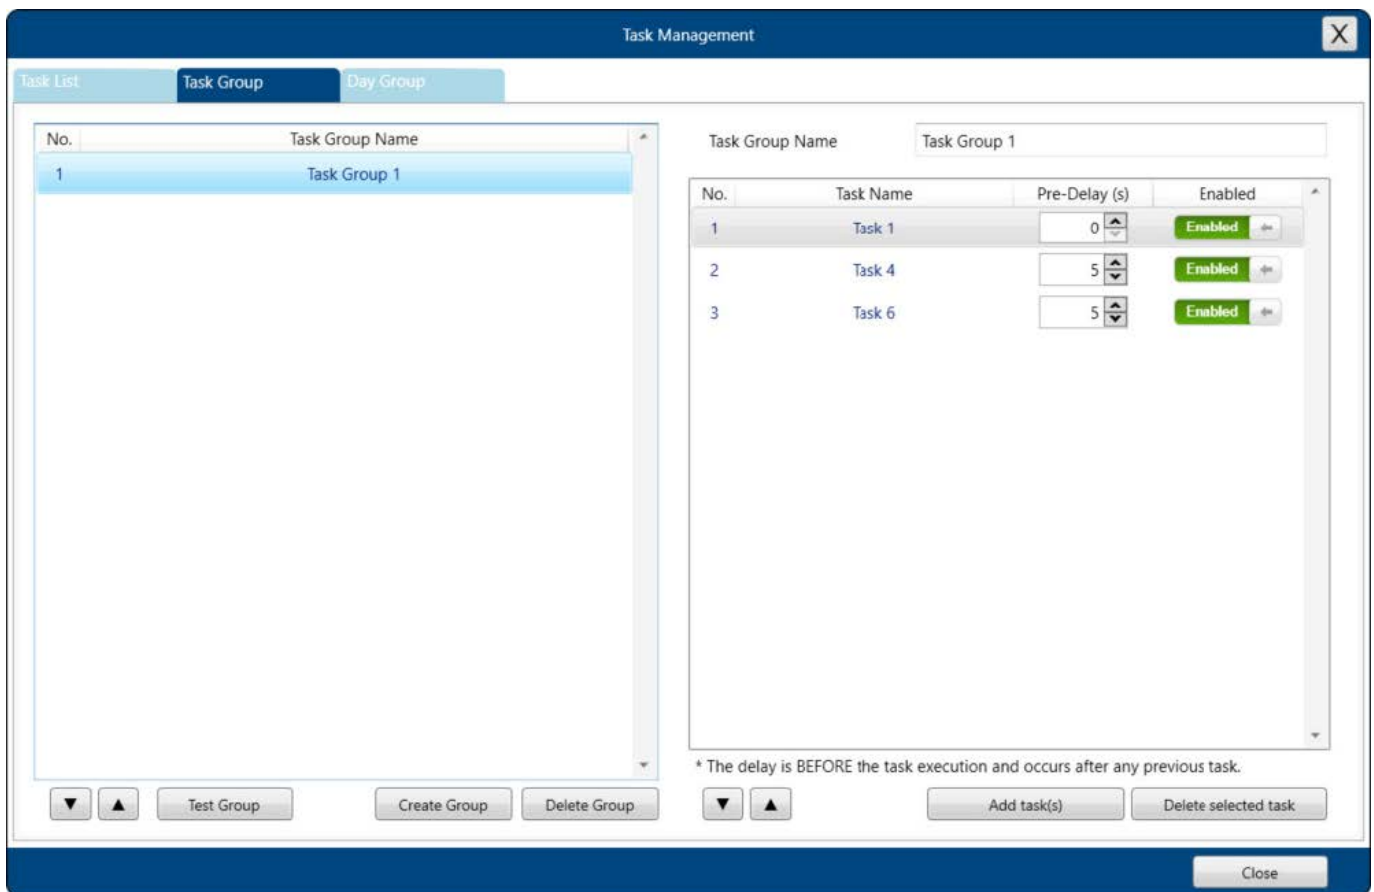 Task Management
X
Task List Task Group Day Group
No. Task Group Name
1 Task Group 1
Task Group Name Task Group 1
No. Task Name Pre-Delay (s) Enabled
1 Task 1 0 Enabled
2 Task 4 5 Enabled
3 Task 6 5 Enabled
* The delay is BEFORE the task execution and occurs after any previous task.
Test Group Create Group Delete Group
Add task(s) Delete selected task
Close